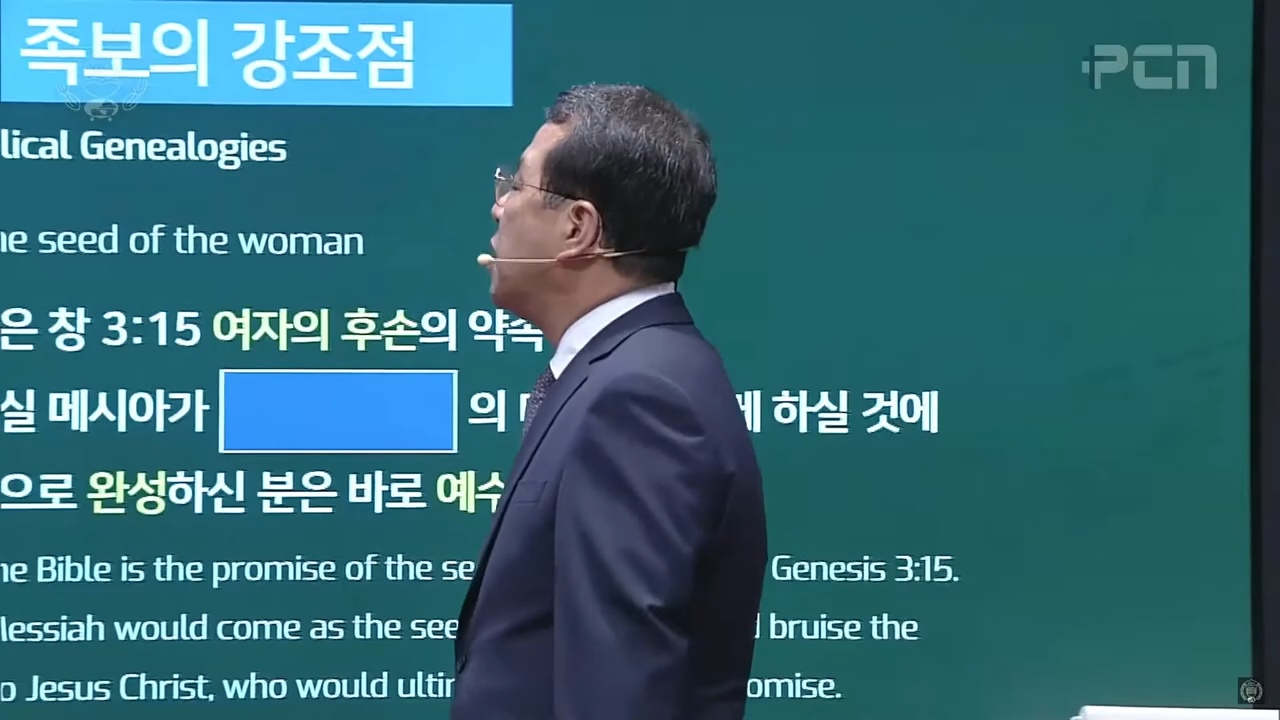 족보의 강조점
PCN
lical Genealogies
he seed of the woman
은 창 3:15 여자의 후손의 약속
실 메시아가 의 하실 것에
으로 완성하신 분은 바로 예수
he Bible is the promise of the se Genesis 3:15.
Messiah would come as the see d bruise the
o Jesus Christ, who would ultim omise.